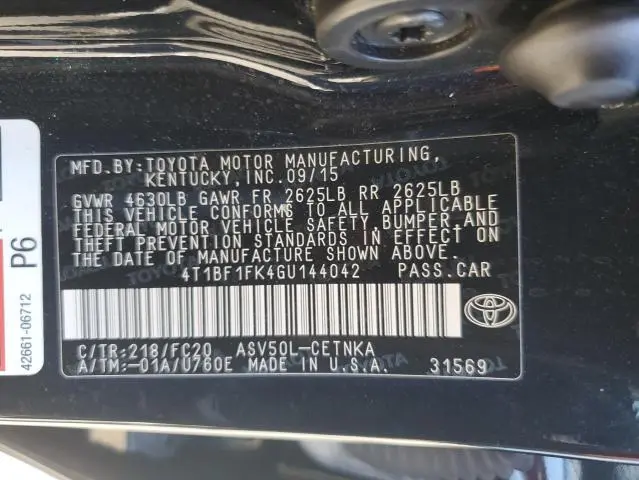 MFD.BY:TOYOTA MOTOR MANUFACTURING,
KENTUCKY,INC.09/15
GVWR 4630LB GAWR FR 2625LB RR 2625LB
THIS VEHICLE CONFORMS TO ALL APPLICABLE
FEDERAL MOTOR VEHICLE SAFETY,BUMPER,AND
THEFT PREVENTION STANDARDS IN EFFECT ON
THE DATE OF MANUFACTURE SHOWN ABOVE.
4T1BF1FK4GU144042 PASS.CAR
C/TR:218/FC20 ASV50L-CETNKA
A/TM:-01A/U760E MADE IN U.S.A. 31569
P6
42661-06712